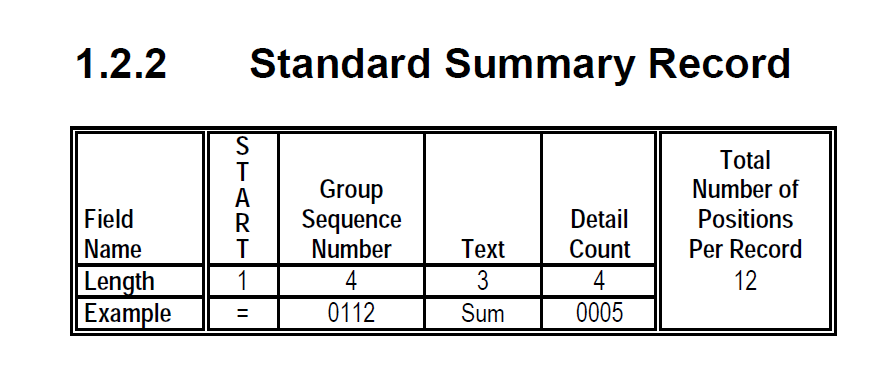 1.2.2 Standard Summary Record
Field Name START Group Sequence Number Text Detail Count Total Number of Positions Per Record
Length 1 4 3 4 12
Example = 0112 Sum 0005